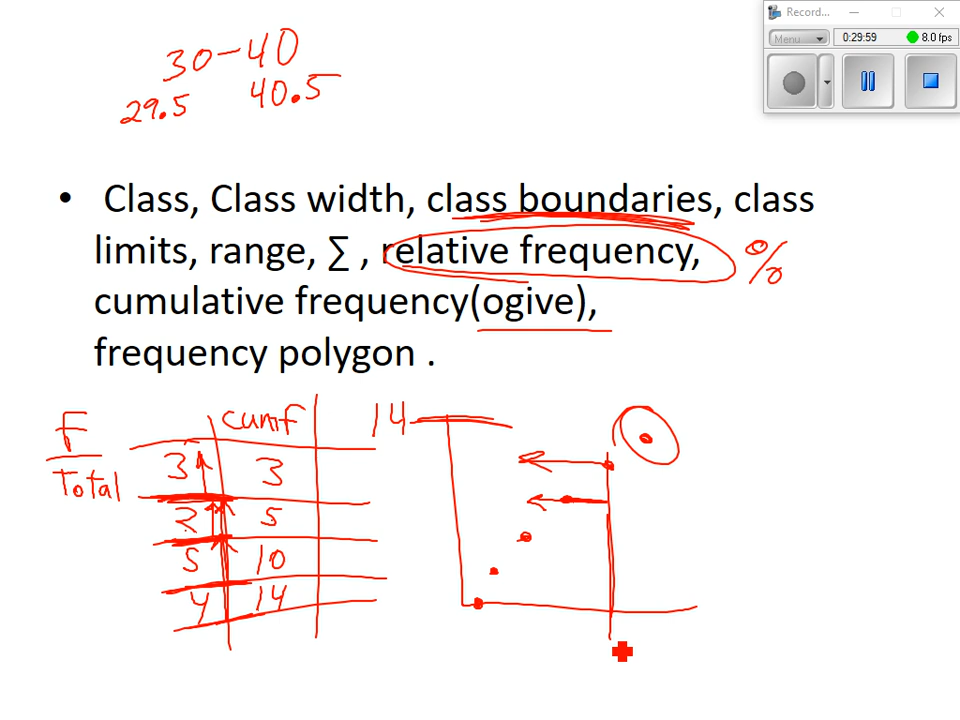 Record...
Menu
0:29:59
8.0 fps
30-40
29.5 40.5
• Class, Class width, class boundaries, class
limits, range, ∑ , relative frequency,
%
cumulative frequency(ogive),
frequency polygon .
F
Total
cumf
14
3 3
2 5
5 10
4 14